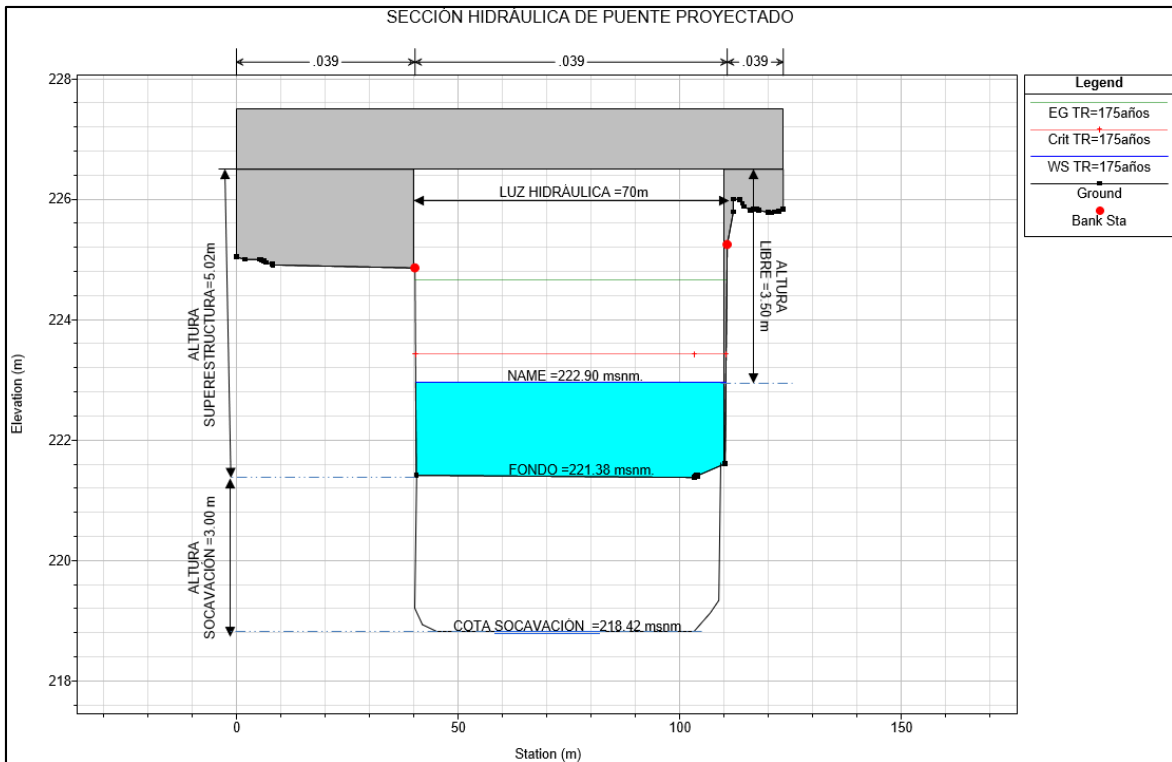 SECCIÓN HIDRÁULICA DE PUENTE PROYECTADO
.039
.039
.039
228
226
224
222
220
218
Elevation (m)
0
50
100
150
Station (m)
LUZ HIDRÁULICA =70m
ALTURA
SUPERESTRUCTURA=5.02m
ALTURA
LIBRE =3.50 m
NAME =222.90 msnm.
FONDO =221.38 msnm.
ALTURA
SOCAVACIÓN =3.00 m
COTA SOCAVACIÓN =218.42 msnm
Legend
EG TR=175años
Crit TR=175años
WS TR=175años
Ground
Bank Sta